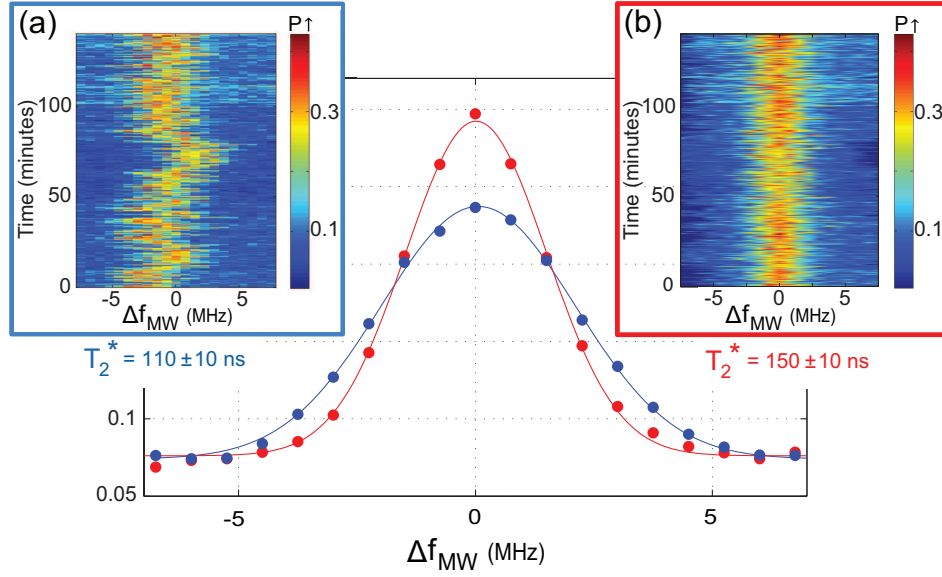 (a)
P↑
0.3
0.1
Time (minutes)
100
50
0
-5 0 5
Δf_MW (MHz)
T₂* = 110 ± 10 ns
(b)
P↑
0.3
0.1
Time (minutes)
100
50
0
-5 0 5
Δf_MW (MHz)
T₂* = 150 ± 10 ns
0.1
0.05
-5 0 5
Δf_MW (MHz)